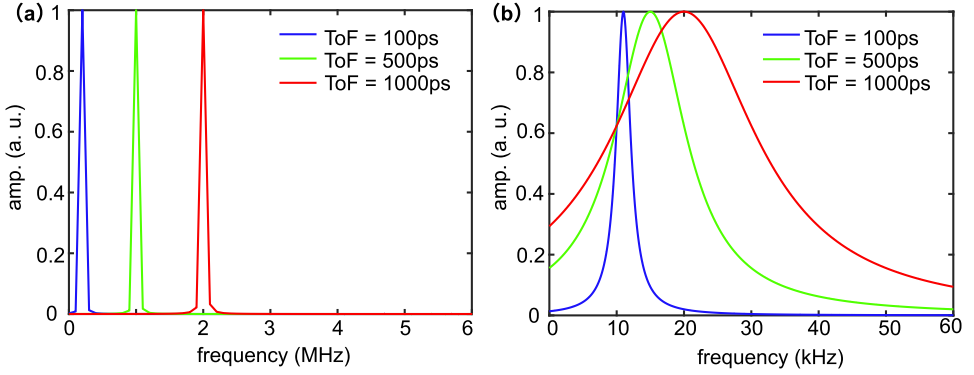 (a)
amp. (a. u.)
1
0.8
0.6
0.4
0.2
0
ToF = 100ps
ToF = 500ps
ToF = 1000ps
0 1 2 3 4 5 6
frequency (MHz)
(b)
amp. (a. u.)
1
0.8
0.6
0.4
0.2
0
ToF = 100ps
ToF = 500ps
ToF = 1000ps
0 10 20 30 40 50 60
frequency (kHz)